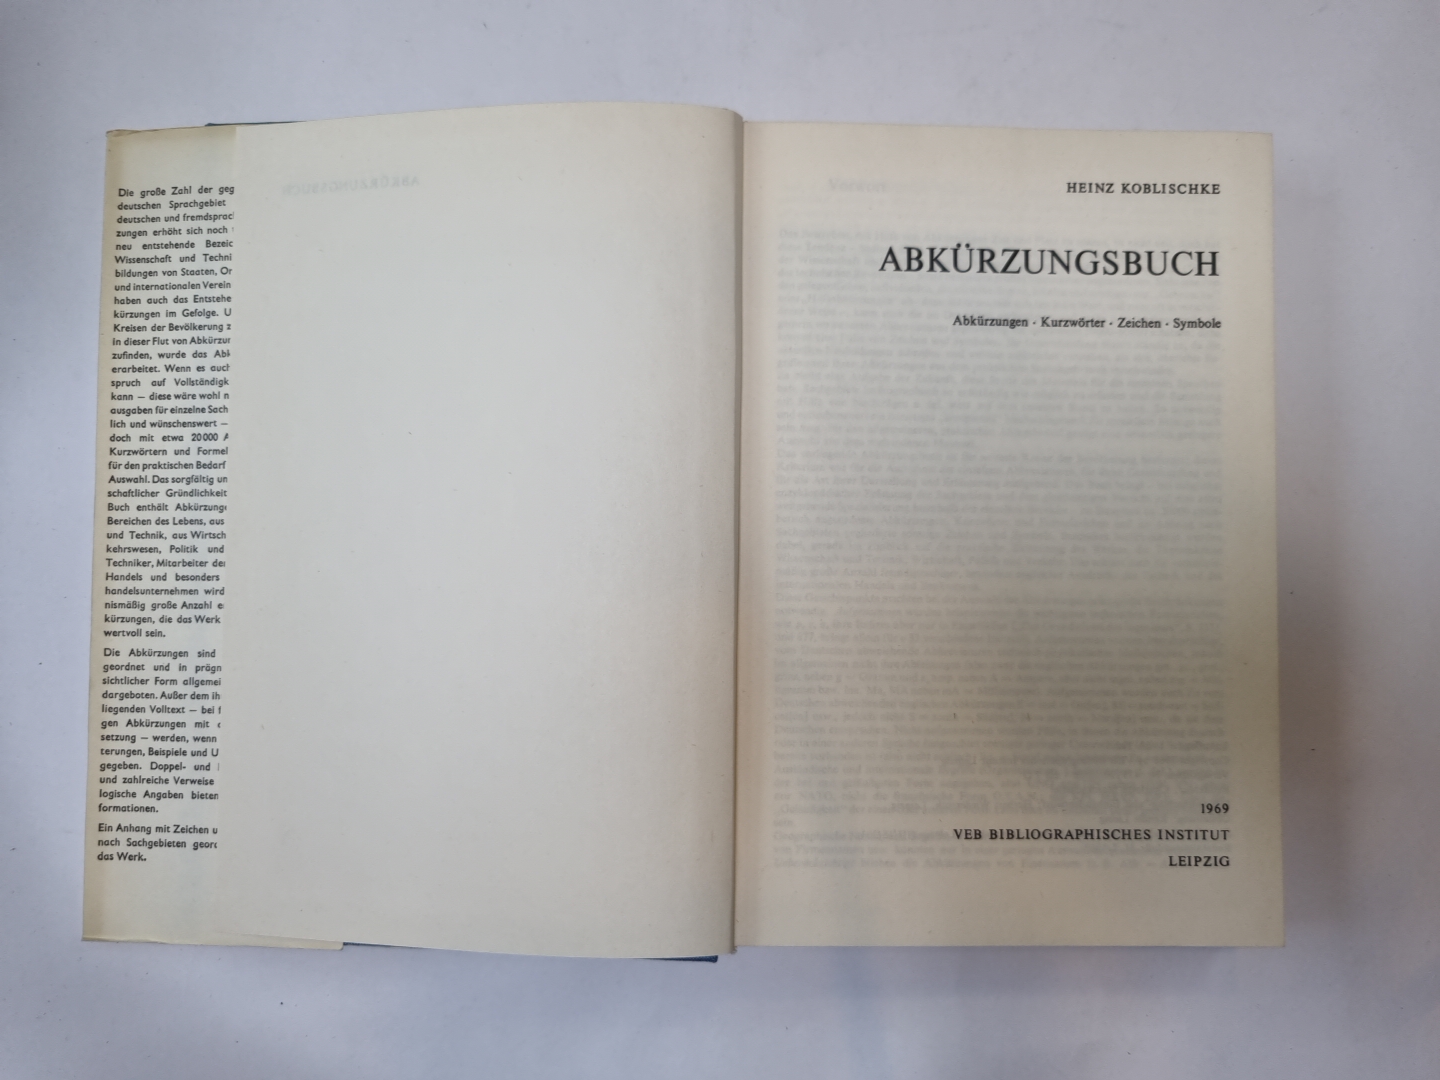 Die große Zahl der geg
deutschen Sprachgebiet
deutschen und fremdsprac
zungen erhöht sich noch
neu entstehende Bezeic
Wissenschaft und Techni
bildungen von Staaten, Or
und internationalen Verein
haben auch das Entstehe
kürzungen im Gefolge. U
Kreisen der Bevölkerung z
in dieser Flut von Abkürzur
zufinden, wurde das Abk
erarbeitet. Wenn es auch
spruch auf Vollständigk
kann — diese wäre wohl n
ausgaben für einzelne Sach
lich und wünschenswert —
doch mit etwa 20000 A
Kurzwörtern und Formel
für den praktischen Bedarf
Auswahl. Das sorgfältig un
schaftlicher Gründlichkeit
Buch enthält Abkürzung
Bereichen des Lebens, aus
und Technik, aus Wirtsch
kehrswesen, Politik und
Techniker, Mitarbeiter de
Handels und besonders
handelsunternehmen wird
nismäßig große Anzahl e
kürzungen, die das Werk
wertvoll sein.
Die Abkürzungen sind
geordnet und in prägn
sichtlicher Form allgemei
dargeboten. Außer dem ih
liegenden Volltext — bei f
gen Abkürzungen mit
setzung — werden, wenn
terungen, Beispiele und U
gegeben. Doppel- und
und zahlreiche Verweise
logische Angaben bieten
formationen.
Ein Anhang mit Zeichen u
nach Sachgebieten georc
das Werk.
HEINZ KOBLISCHKE
ABKÜRZUNGSBUCH
Abkürzungen · Kurzwörter · Zeichen · Symbole
1969
VEB BIBLIOGRAPHISCHES INSTITUT
LEIPZIG